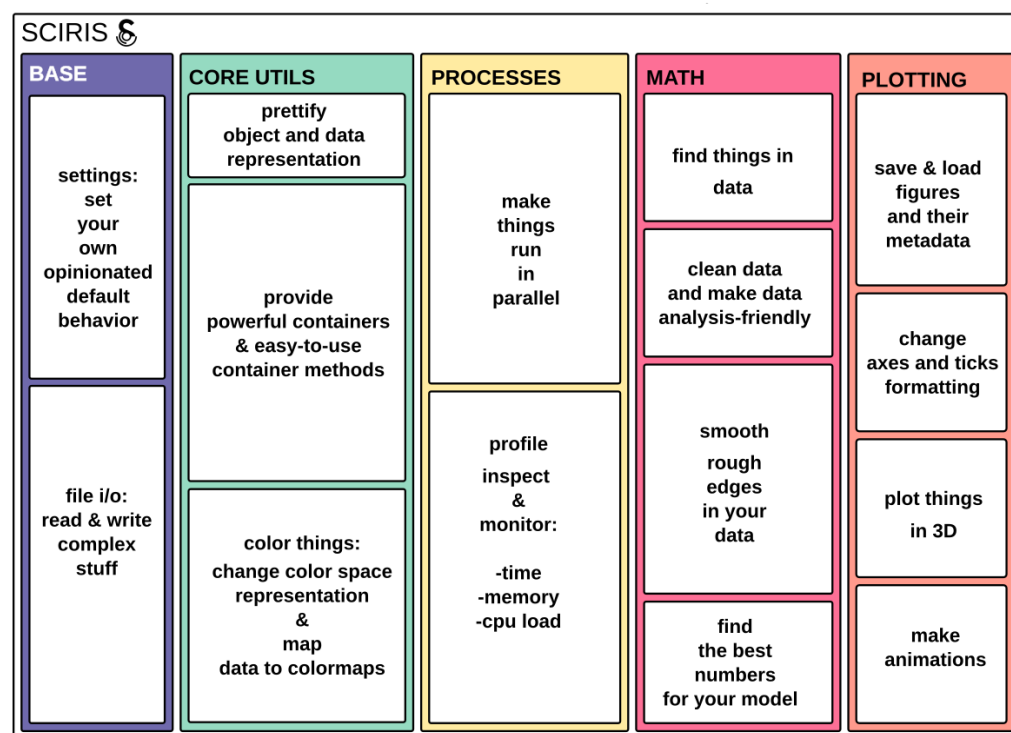 SCIRIS
BASE
settings:
set
your
own
opinionated
default
behavior
file i/o:
read & write
complex
stuff
CORE UTILS
prettify
object and data
representation
provide
powerful containers
& easy-to-use
container methods
color things:
change color space
representation
&
map
data to colormaps
PROCESSES
make
things
run
in
parallel
profile
inspect
&
monitor:
-time
-memory
-cpu load
MATH
find things in
data
clean data
and make data
analysis-friendly
smooth
rough
edges
in your
data
find
the best
numbers
for your model
PLOTTING
save & load
figures
and their
metadata
change
axes and ticks
formatting
plot things
in 3D
make
animations